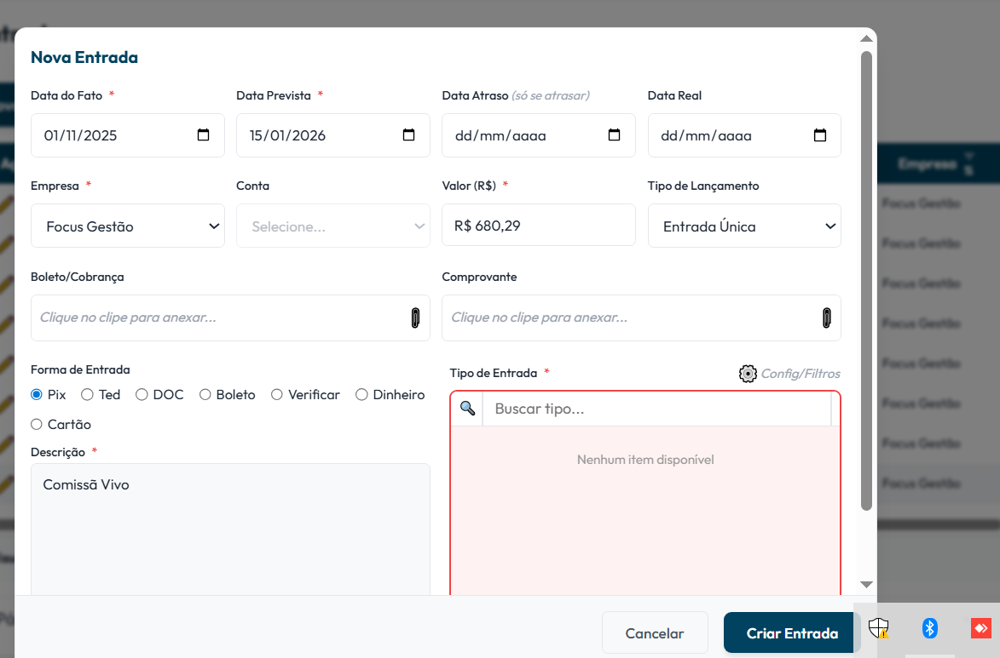 Nova Entrada
Data do Fato * Data Prevista * Data Atraso (só se atrasar) Data Real
01/11/2025 15/01/2026 dd/mm/aaaa dd/mm/aaaa
Empresa * Conta Valor (R$) * Tipo de Lançamento
Focus Gestão Selecione... R$ 680,29 Entrada Única
Boleto/Cobrança Comprovante
Clique no clipe para anexar... Clique no clipe para anexar...
Forma de Entrada Tipo de Entrada * Config/Filtros
Pix Ted DOC Boleto Verificar Dinheiro
Buscar tipo...
Cartão
Descrição *
Nenhum item disponível
Comissã Vivo
Cancelar Criar Entrada
Empresa
Focus Gestão
Focus Gestão
Focus Gestão
Focus Gestão
Focus Gestão
Focus Gestão
Focus Gestão
Focus Gestão